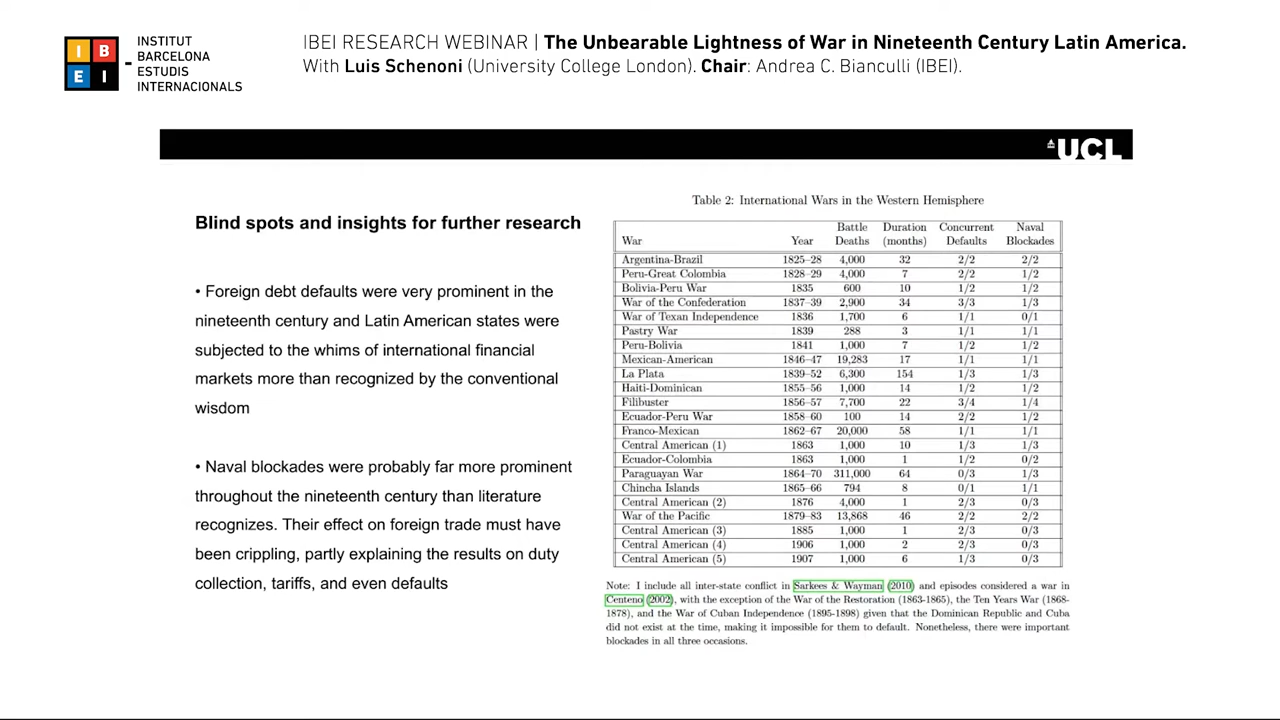 I B
E I
INSTITUT
BARCELONA
ESTUDIS
INTERNACIONALS
IBEI RESEARCH WEBINAR | The Unbearable Lightness of War in Nineteenth Century Latin America.
With Luis Schenoni (University College London). Chair: Andrea C. Bianculli (IBEI).
UCL
Blind spots and insights for further research
• Foreign debt defaults were very prominent in the
nineteenth century and Latin American states were
subjected to the whims of international financial
markets more than recognized by the conventional
wisdom
• Naval blockades were probably far more prominent
throughout the nineteenth century than literature
recognizes. Their effect on foreign trade must have
been crippling, partly explaining the results on duty
collection, tariffs, and even defaults
Table 2: International Wars in the Western Hemisphere
Battle Duration Concurrent Naval
War Year Deaths (months) Defaults Blockades
Argentina-Brazil 1825–28 4,000 32 2/2 2/2
Peru-Great Colombia 1828–29 4,000 7 2/2 1/2
Bolivia-Peru War 1835 600 10 1/2 1/2
War of the Confederation 1837–39 2,900 34 3/3 1/3
War of Texan Independence 1836 1,700 6 1/1 0/1
Pastry War 1839 288 3 1/1 1/1
Peru-Bolivia 1841 1,000 7 1/2 1/2
Mexican-American 1846–47 19,283 17 1/1 1/1
La Plata 1839–52 6,300 154 1/3 1/3
Haiti-Dominican 1855–56 1,000 14 1/2 1/2
Filibuster 1856–57 7,700 22 3/4 1/4
Ecuador-Peru War 1858–60 100 14 2/2 1/2
Franco-Mexican 1862–67 20,000 58 1/1 1/1
Central American (1) 1863 1,000 10 1/3 1/3
Ecuador-Colombia 1863 1,000 1 1/2 0/2
Paraguayan War 1864–70 311,000 64 0/3 1/3
Chincha Islands 1865–66 794 8 0/1 1/1
Central American (2) 1876 4,000 1 2/3 0/3
War of the Pacific 1879–83 13,868 46 2/2 2/2
Central American (3) 1885 1,000 1 2/3 0/3
Central American (4) 1906 1,000 2 2/3 0/3
Central American (5) 1907 1,000 6 1/3 0/3
Note: I include all inter-state conflict in Sarkees & Wayman (2010) and episodes considered a war in
Centeno (2002), with the exception of the War of the Restoration (1863-1865), the Ten Years War (1868-
1878), and the War of Cuban Independence (1895-1898) given that the Dominican Republic and Cuba
did not exist at the time, making it impossible for them to default. Nonetheless, there were important
blockades in all three occasions.